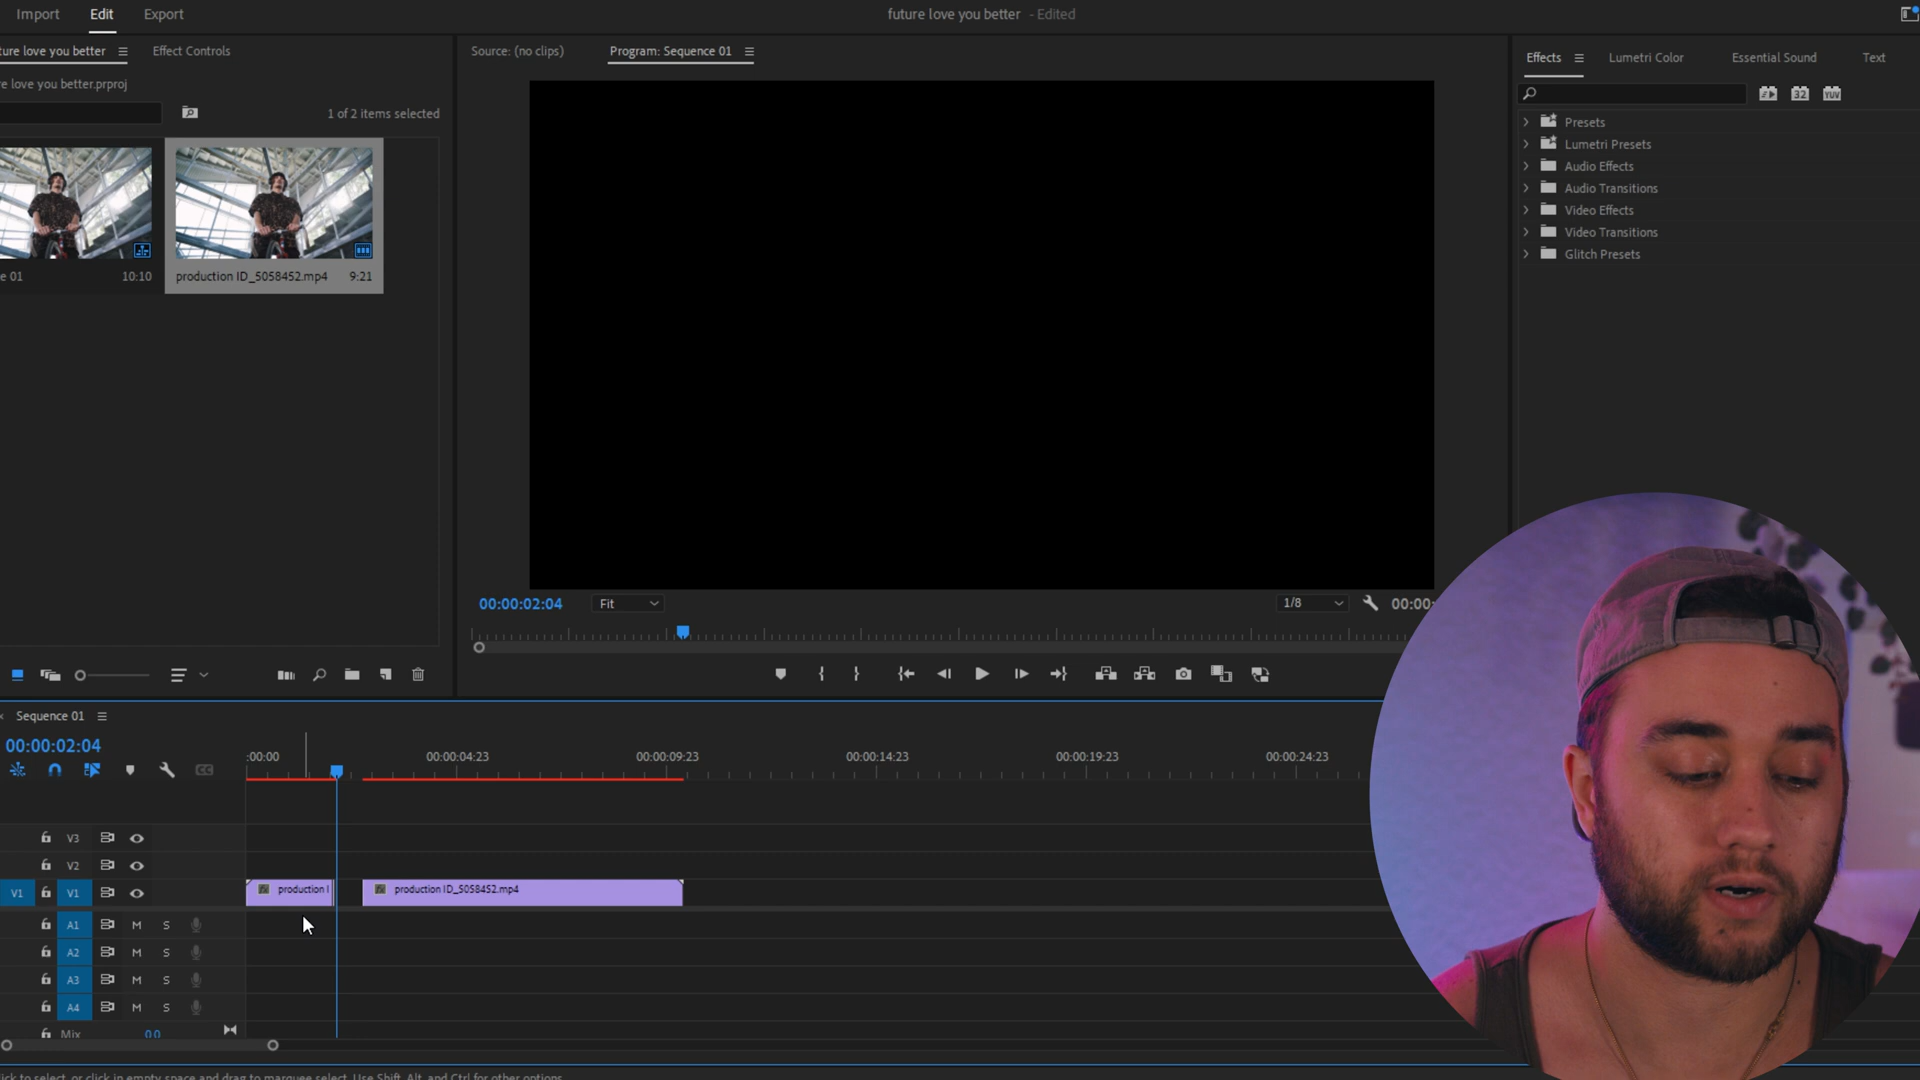 Import Edit Export
future love you better - Edited
ure love you better
Effect Controls
Source: (no clips)
Program: Sequence 01
Effects
Lumetri Color
Essential Sound
Text
e love you better.prproj
1 of 2 items selected
e 01 10:10
production ID_5058452.mp4 9:21
32
YUV
Presets
Lumetri Presets
Audio Effects
Audio Transitions
Video Effects
Video Transitions
Glitch Presets
00:00:02:04
Fit
1/8
00:00:
Sequence 01
00:00:02:04
:00:00
00:00:04:23
00:00:09:23
00:00:14:23
00:00:19:23
00:00:24:23
CC
V3
V2
V1 V1
production I
production ID_5058452.mp4
A1 M S
A2 M S
A3 M S
A4 M S
Mix 0.0
lick to select, or click in empty space and drag to marquee select. Use Shift, Alt, and Ctrl for other options.